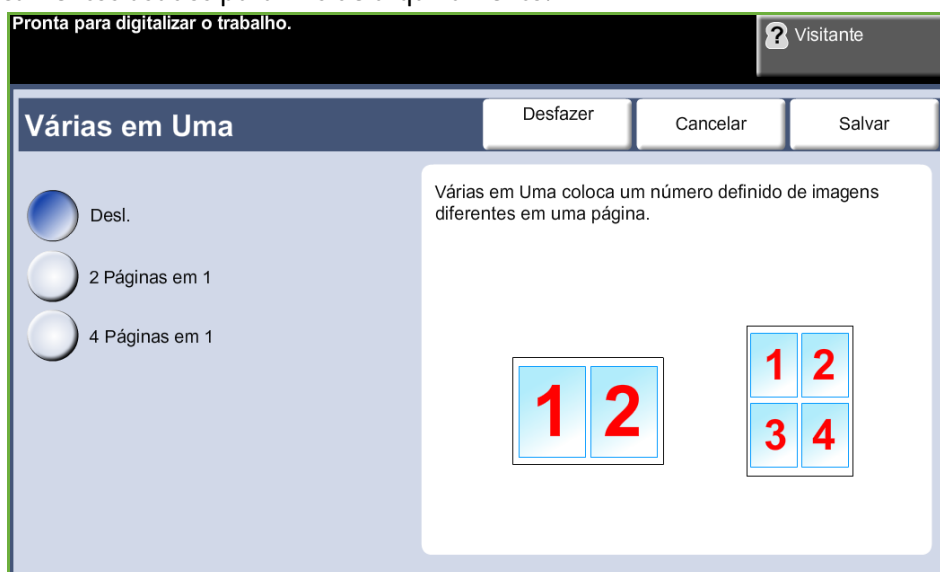 Pronta para digitalizar o trabalho.
Visitante
Várias em Uma
Desfazer
Cancelar
Salvar
Desl.
2 Páginas em 1
4 Páginas em 1
Várias em Uma coloca um número definido de imagens
diferentes em uma página.
1 2
1 2
3 4